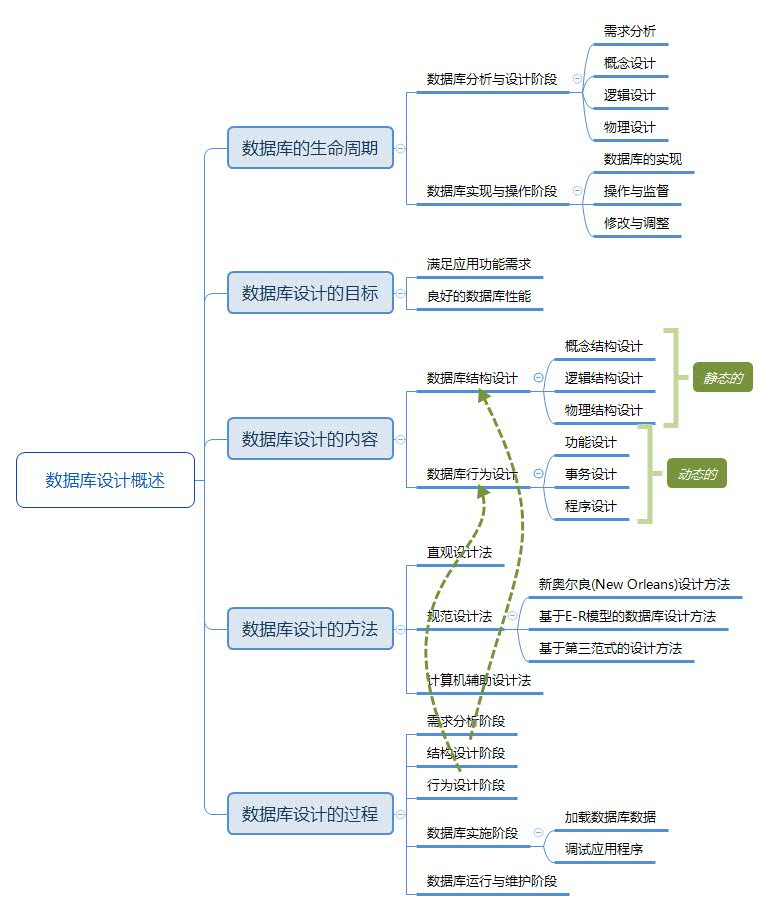 数据库设计概述
数据库的生命周期
数据库分析与设计阶段
需求分析
概念设计
逻辑设计
物理设计
数据库实现与操作阶段
数据库的实现
操作与监督
修改与调整
数据库设计的目标
满足应用功能需求
良好的数据库性能
数据库设计的内容
数据库结构设计
概念结构设计
逻辑结构设计
物理结构设计
静态的
数据库行为设计
功能设计
事务设计
程序设计
动态的
数据库设计的方法
直观设计法
规范设计法
新奥尔良(New Orleans)设计方法
基于E-R模型的数据库设计方法
基于第三范式的设计方法
计算机辅助设计法
数据库设计的过程
需求分析阶段
结构设计阶段
行为设计阶段
数据库实施阶段
加载数据库数据
调试应用程序
数据库运行与维护阶段